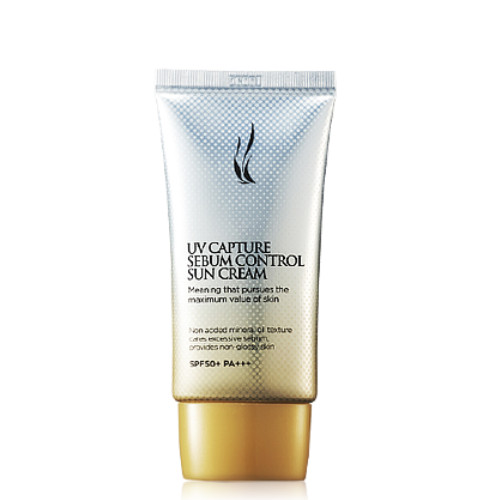 UV CAPTURE
SEBUM CONTROL
SUN CREAM
Meaning that pursues the
maximum value of skin
Non added mineral oil texture
cares excessive sebum,
provides non-glossy skin
SPF50+ PA+++